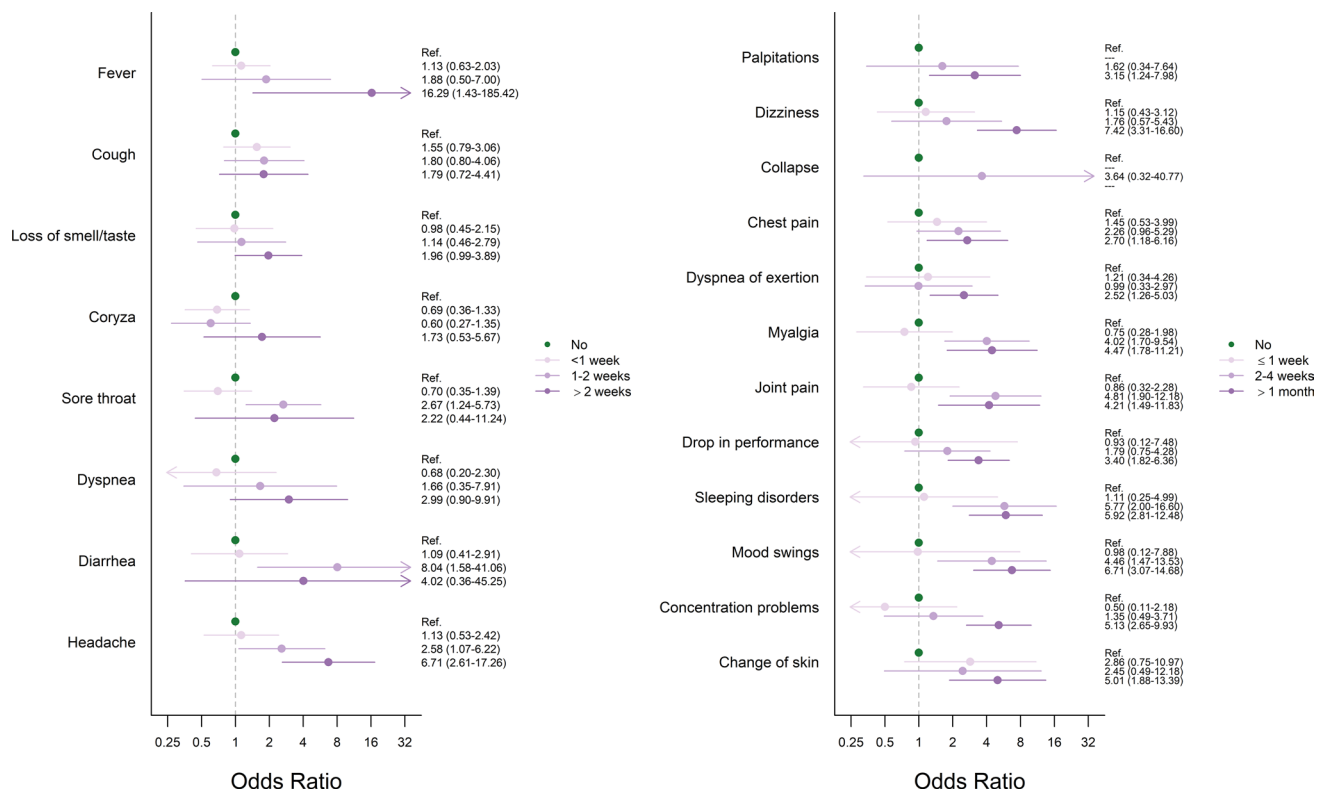 Fever
Ref.
1.13 (0.63-2.03)
1.88 (0.50-7.00)
16.29 (1.43-185.42)
Cough
Ref.
1.55 (0.79-3.06)
1.80 (0.80-4.06)
1.79 (0.72-4.41)
Loss of smell/taste
Ref.
0.98 (0.45-2.15)
1.14 (0.46-2.79)
1.96 (0.99-3.89)
Coryza
Ref.
0.69 (0.36-1.33)
0.60 (0.27-1.35)
1.73 (0.53-5.67)
Sore throat
Ref.
0.70 (0.35-1.39)
2.67 (1.24-5.73)
2.22 (0.44-11.24)
Dyspnea
Ref.
0.68 (0.20-2.30)
1.66 (0.35-7.91)
2.99 (0.90-9.91)
Diarrhea
Ref.
1.09 (0.41-2.91)
8.04 (1.58-41.06)
4.02 (0.36-45.25)
Headache
Ref.
1.13 (0.53-2.42)
2.58 (1.07-6.22)
6.71 (2.61-17.26)
0.25 0.5 1 2 4 8 16 32
Odds Ratio
No
<1 week
1-2 weeks
> 2 weeks
Palpitations
Ref.
---
1.62 (0.34-7.64)
3.15 (1.24-7.98)
Dizziness
Ref.
1.15 (0.43-3.12)
1.76 (0.57-5.43)
7.42 (3.31-16.60)
Collapse
Ref.
---
3.64 (0.32-40.77)
---
Chest pain
Ref.
1.45 (0.53-3.99)
2.26 (0.96-5.29)
2.70 (1.18-6.16)
Dyspnea of exertion
Ref.
1.21 (0.34-4.26)
0.99 (0.33-2.97)
2.52 (1.26-5.03)
Myalgia
Ref.
0.75 (0.28-1.98)
4.02 (1.70-9.54)
4.47 (1.78-11.21)
Joint pain
Ref.
0.86 (0.32-2.28)
4.81 (1.90-12.18)
4.21 (1.49-11.83)
Drop in performance
Ref.
0.93 (0.12-7.48)
1.79 (0.75-4.28)
3.40 (1.82-6.36)
Sleeping disorders
Ref.
1.11 (0.25-4.99)
5.77 (2.00-16.60)
5.92 (2.81-12.48)
Mood swings
Ref.
0.98 (0.12-7.88)
4.46 (1.47-13.53)
6.71 (3.07-14.68)
Concentration problems
Ref.
0.50 (0.11-2.18)
1.35 (0.49-3.71)
5.13 (2.65-9.93)
Change of skin
Ref.
2.86 (0.75-10.97)
2.45 (0.49-12.18)
5.01 (1.88-13.39)
0.25 0.5 1 2 4 8 16 32
Odds Ratio
No
≤ 1 week
2-4 weeks
> 1 month